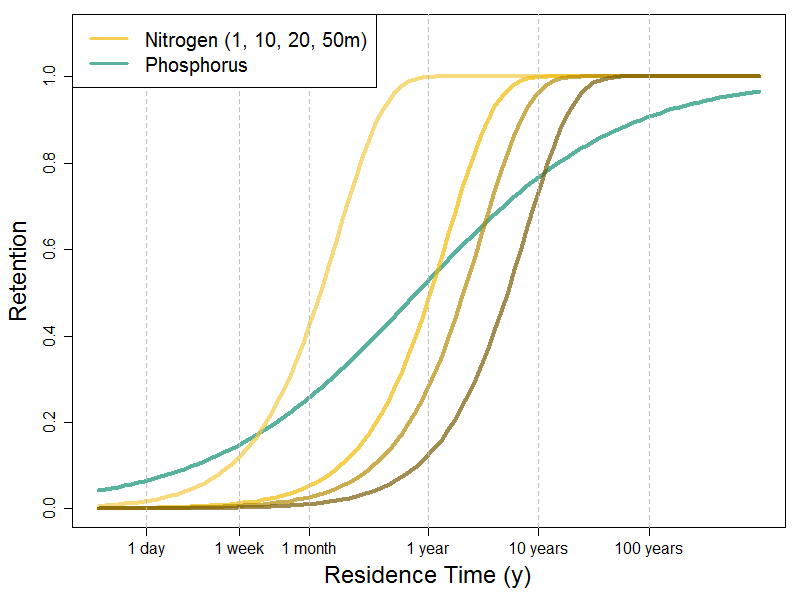 Nitrogen (1, 10, 20, 50m)
Phosphorus
Retention
1.0
0.8
0.6
0.4
0.2
0.0
1 day 1 week 1 month 1 year 10 years 100 years
Residence Time (y)